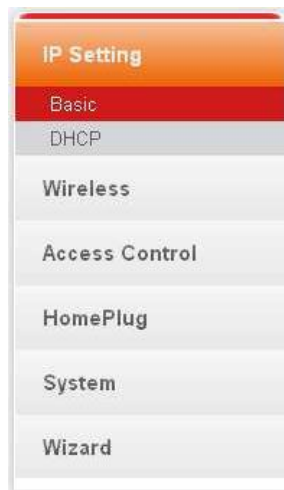 IP Setting
Basic
DHCP
Wireless
Access Control
HomePlug
System
Wizard